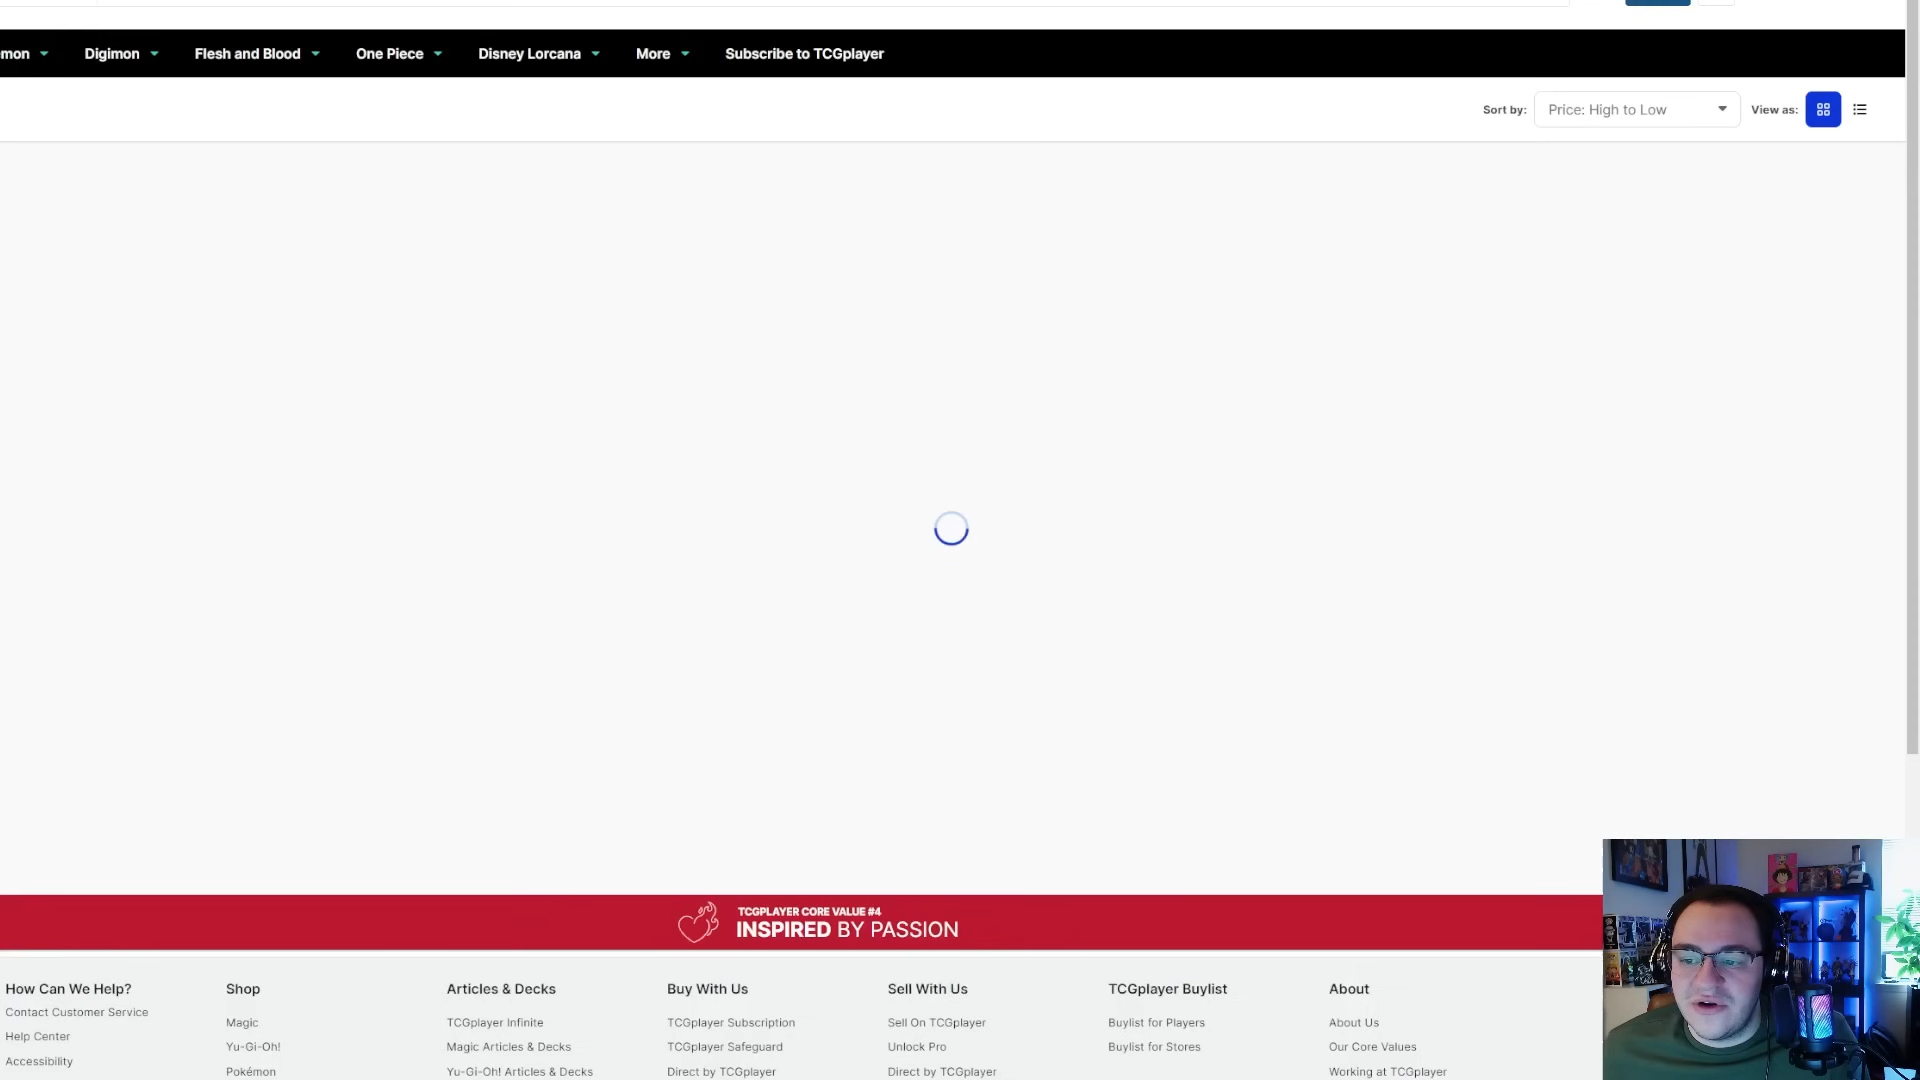 mon
Digimon
Flesh and Blood
One Piece
Disney Lorcana
More
Subscribe to TCGplayer
Sort by:
Price: High to Low
View as:
TCGPLAYER CORE VALUE #4
INSPIRED BY PASSION
How Can We Help?
Contact Customer Service
Help Center
Accessibility
Shop
Magic
Yu-Gi-Oh!
Pokémon
Articles & Decks
TCGplayer Infinite
Magic Articles & Decks
Yu-Gi-Oh! Articles & Decks
Buy With Us
TCGplayer Subscription
TCGplayer Safeguard
Direct by TCGplayer
Sell With Us
Sell On TCGplayer
Unlock Pro
Direct by TCGplayer
TCGplayer Buylist
Buylist for Players
Buylist for Stores
About
About Us
Our Core Values
Working at TCGplayer